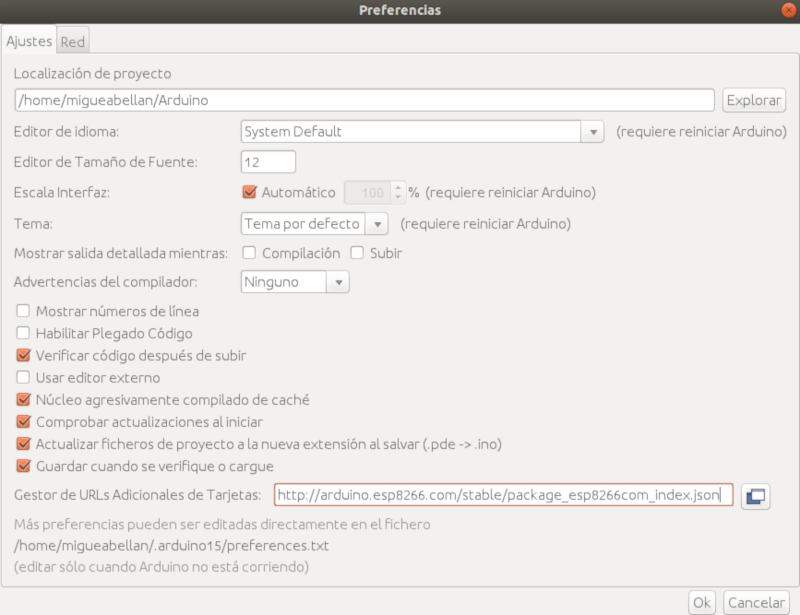 Preferencias
Ajustes Red
Localización de proyecto
/home/migueabellan/Arduino Explorar
Editor de idioma: System Default (requiere reiniciar Arduino)
Editor de Tamaño de Fuente: 12
Escala Interfaz: Automático 100 % (requiere reiniciar Arduino)
Tema: Tema por defecto (requiere reiniciar Arduino)
Mostrar salida detallada mientras: Compilación Subir
Advertencias del compilador: Ninguno
Mostrar números de línea
Habilitar Plegado Código
Verificar código después de subir
Usar editor externo
Núcleo agresivamente compilado de caché
Comprobar actualizaciones al iniciar
Actualizar ficheros de proyecto a la nueva extensión al salvar (.pde -> .ino)
Guardar cuando se verifique o cargue
Gestor de URLs Adicionales de Tarjetas: http://arduino.esp8266.com/stable/package_esp8266com_index.json
Más preferencias pueden ser editadas directamente en el fichero
/home/migueabellan/.arduino15/preferences.txt
(editar sólo cuando Arduino no está corriendo)
Ok Cancelar